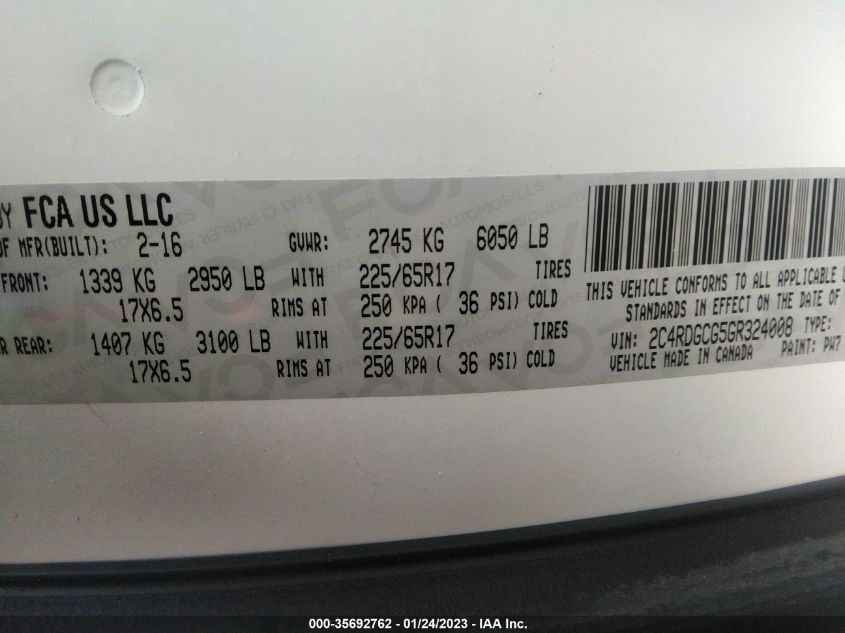 BY FCA US LLC
OF MFR(BUILT): 2-16 GVWR: 2745 KG 6050 LB
FRONT: 1339 KG 2950 LB WITH 225/65R17 TIRES
17X6.5 RIMS AT 250 KPA ( 36 PSI) COLD
R REAR: 1407 KG 3100 LB WITH 225/65R17 TIRES
17X6.5 RIMS AT 250 KPA ( 36 PSI) COLD
THIS VEHICLE CONFORMS TO ALL APPLICABLE
STANDARDS IN EFFECT ON THE DATE OF
VIN: 2C4RDGCG5GR324008 TYPE:
VEHICLE MADE IN CANADA PAINT: PW7
000-35692762 - 01/24/2023 - IAA Inc.